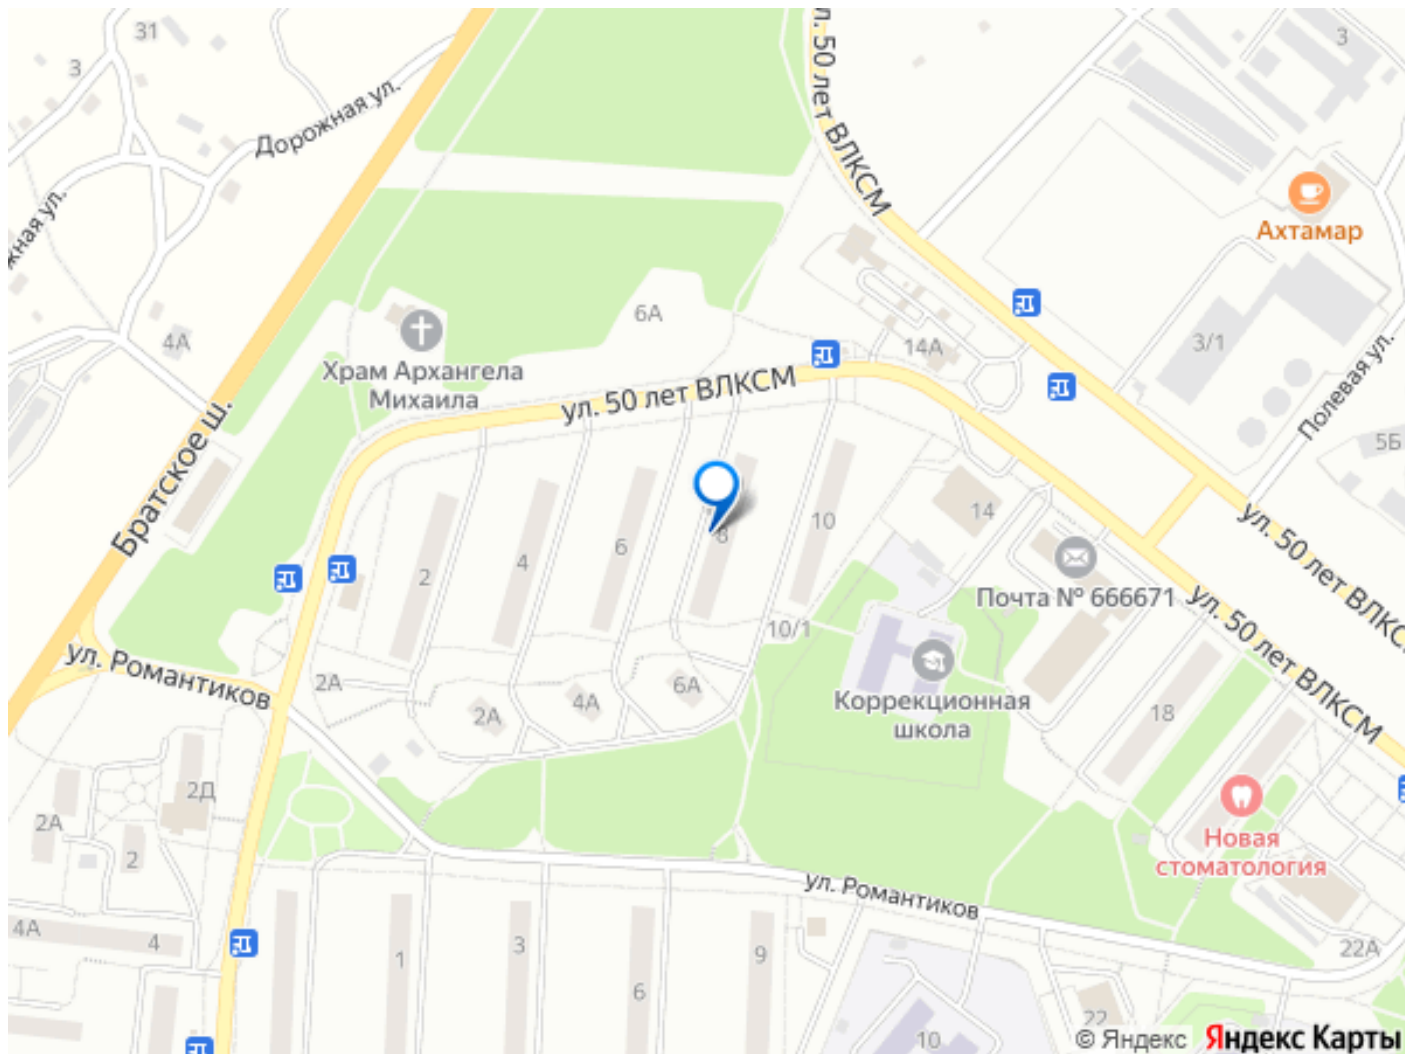 31
3
Дорожная ул.
жная ул.
4А
Братское ш.
Храм Архангела
Михаила
6А
ул. 50 лет ВЛКСМ
л. 50 лет ВЛКСМ
3
Ахтамар
14А
3/1
Полевая ул.
5Б
ул. 50 лет ВЛКС
2
4
6
8
10
14
Почта № 666671
ул. 50 лет ВЛКСМ
10/1
Коррекционная
школа
18
ул. Романтиков
2А
2А
4А
6А
2Д
2А
2
Новая
стоматология
ул. Романтиков
4А
4
1
3
6
9
10
22
22А
© Яндекс Яндекс Карты